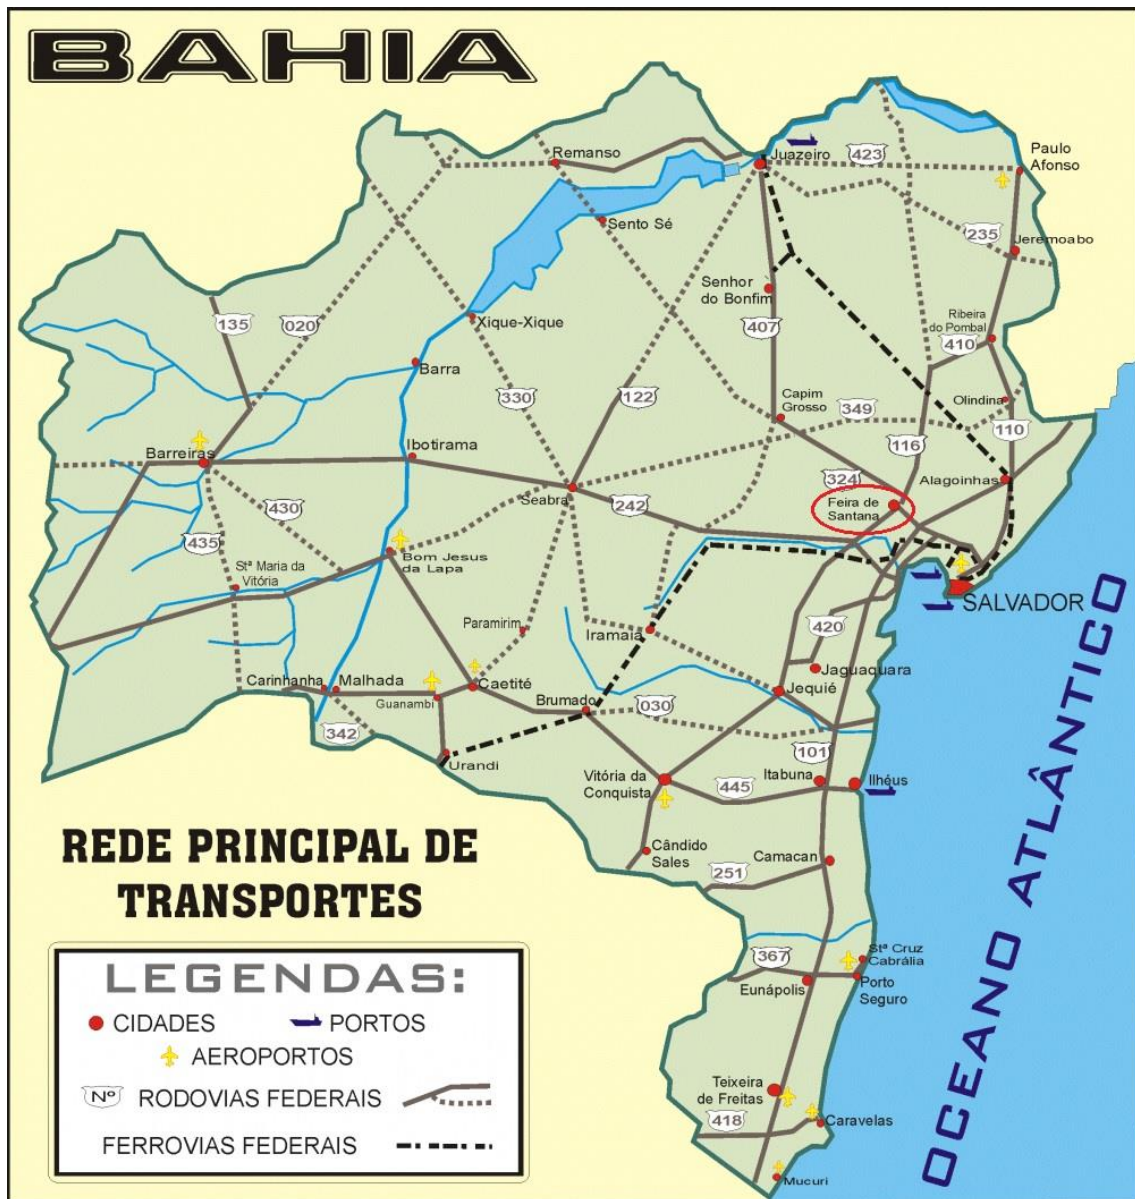 BAHIA
Remanso
Juazeiro
423
Paulo
Afonso
Sento Sé
235
Jeremoabo
Senhor
do Bonfim
135
020
Xique-Xique
407
Ribeira
do Pombal
410
Barra
330
122
Capim
Grosso
349
Olindina
110
116
Barreiras
Ibotirama
324
Alagoinhas
Seabra
242
Feira de
Santana
430
435
Bom Jesus
da Lapa
Stª Maria da
Vitória
SALVADOR
Paramirim
Iramaia
420
Jaguaquara
Carinhanha
Malhada
Guanambi
Caetité
Brumado
Jequié
030
342
Urandi
101
Vitória da
Conquista
445
Itabuna
Ilhéus
Cândido
Sales
Camacan
251
367
Stª Cruz
Cabrália
Eunápolis
Porto
Seguro
Teixeira
de Freitas
418
Caravelas
Mucuri
OCEANO ATLÂNTICO
REDE PRINCIPAL DE
TRANSPORTES
LEGENDAS:
CIDADES
PORTOS
AEROPORTOS
Nº RODOVIAS FEDERAIS
FERROVIAS FEDERAIS